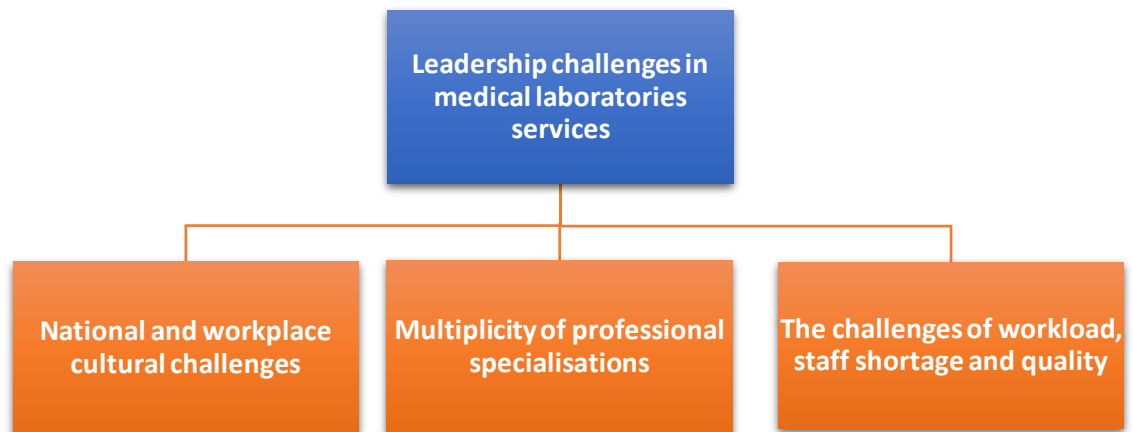 Leadership challenges in
medical laboratories
services
National and workplace
cultural challenges
Multiplicity of professional
specialisations
The challenges of workload,
staff shortage and quality